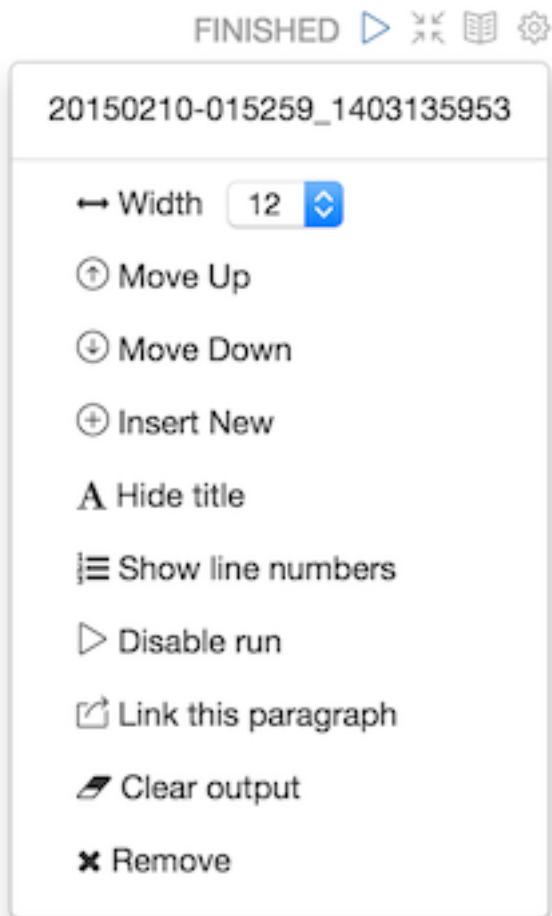 FINISHED
20150210-015259_1403135953
Width 12
Move Up
Move Down
Insert New
Hide title
Show line numbers
Disable run
Link this paragraph
Clear output
Remove